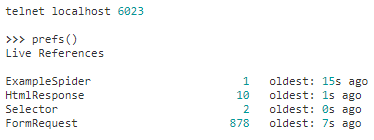 telnet localhost 6023
>>> prefs()
Live References
ExampleSpider 1 oldest: 15s ago
HtmlResponse 10 oldest: 1s ago
Selector 2 oldest: 0s ago
FormRequest 878 oldest: 7s ago